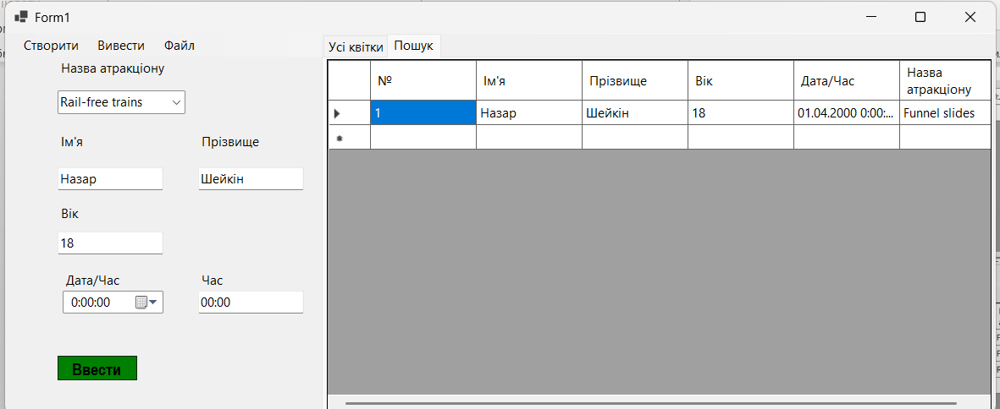 Form1
Створити Вивести Файл
Усі квітки Пошук
Назва атракціону
Rail-free trains
Ім'я Прізвище
Назар Шейкін
Вік
18
Дата/Час Час
0:00:00 00:00
Ввести
№ Ім'я Прізвище Вік Дата/Час Назва
атракціону
1 Назар Шейкін 18 01.04.2000 0:00:... Funnel slides